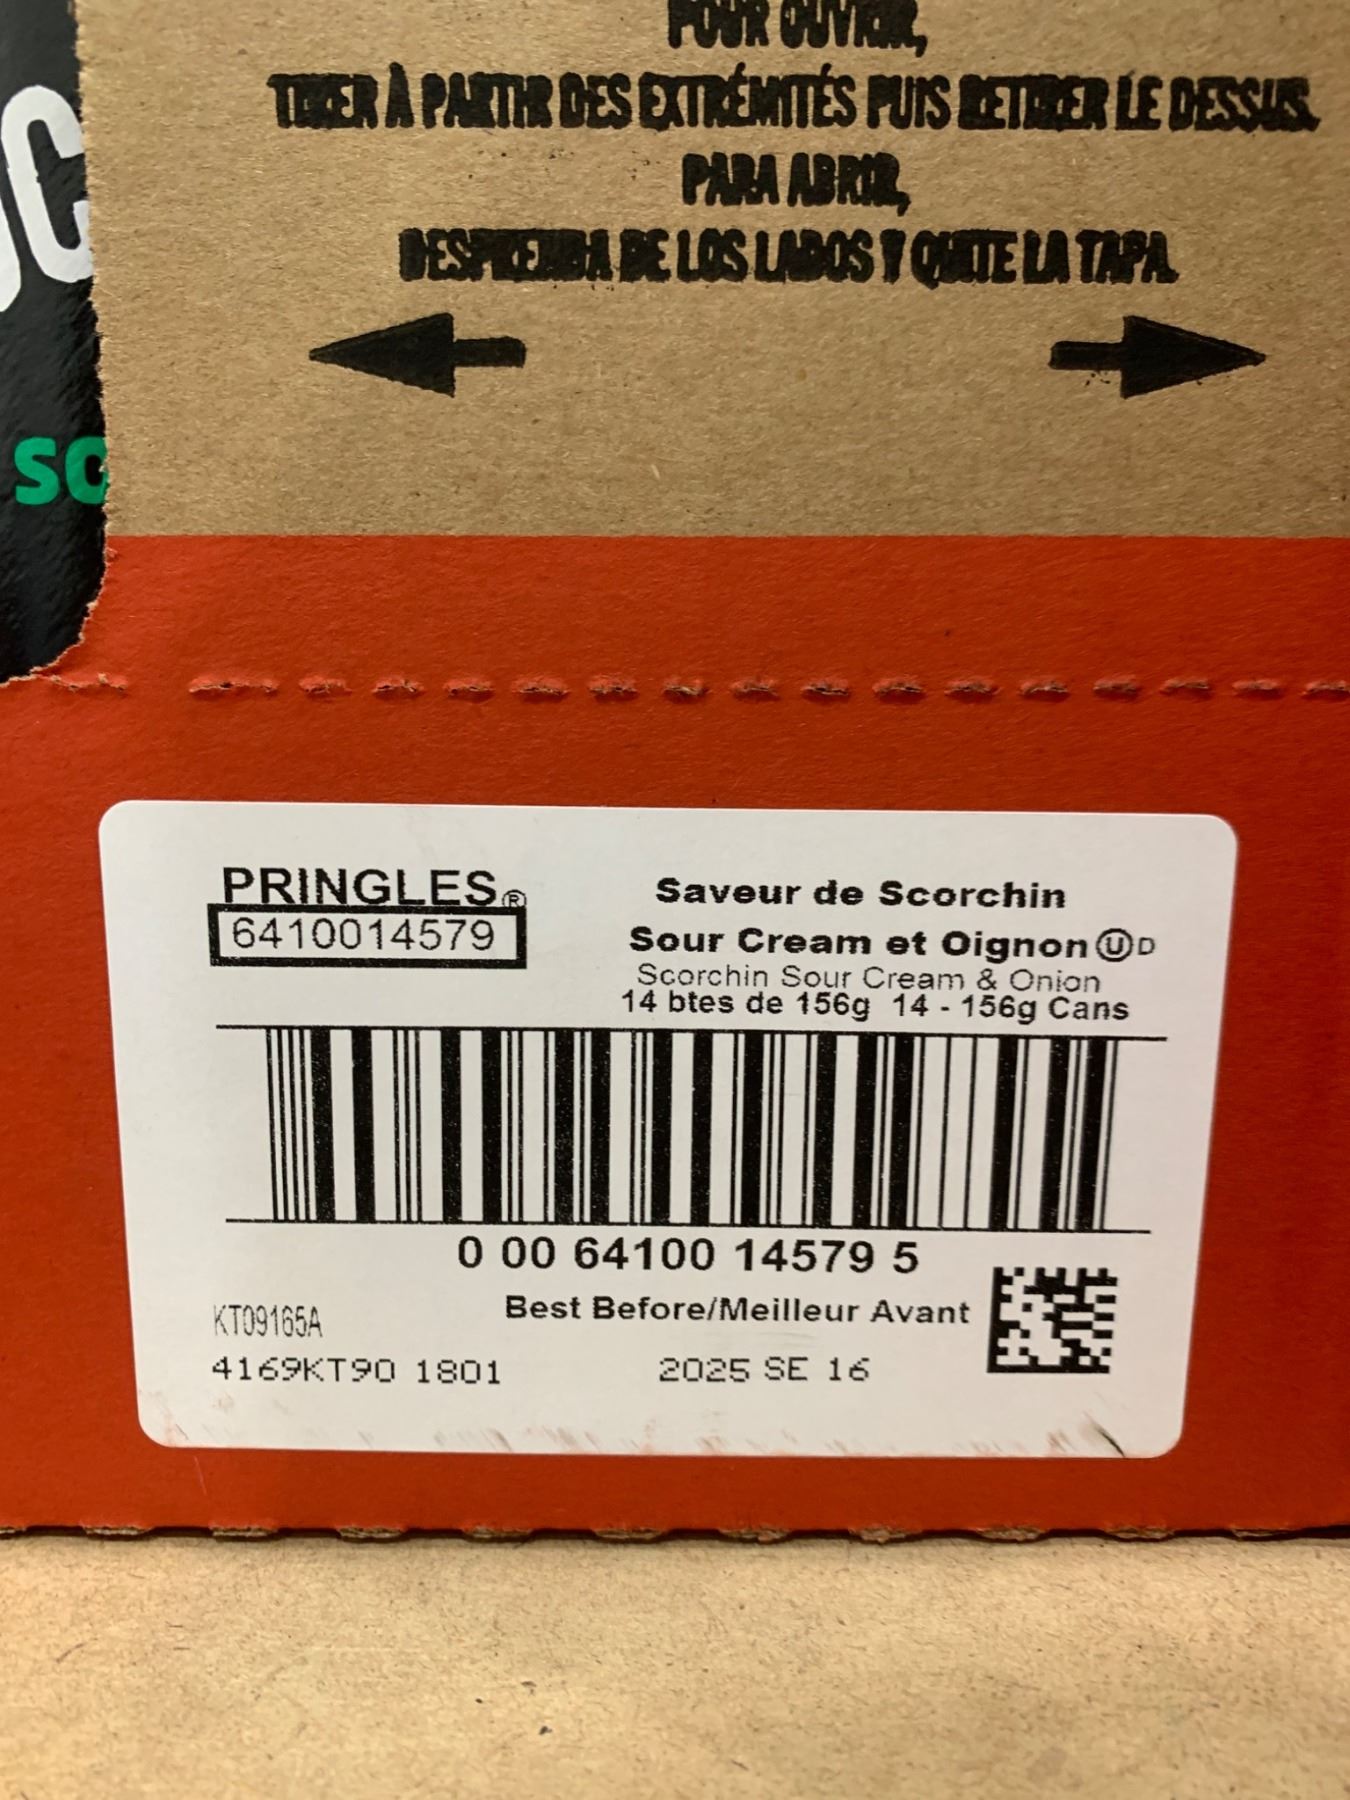 POUR OUVRIR,
TIRER À PARTIR DES EXTRÉMITÉS PUIS RETIRER LE DESSUS.
PARA ABRIR,
DESPRENDA DE LOS LADOS Y QUITE LA TAPA.
SC
PRINGLES®
6410014579
Saveur de Scorchin
Sour Cream et Oignon ⓊD
Scorchin Sour Cream & Onion
14 btes de 156g 14 - 156g Cans
0 00 64100 14579 5
KT09165A
Best Before/Meilleur Avant
4169KT90 1801
2025 SE 16